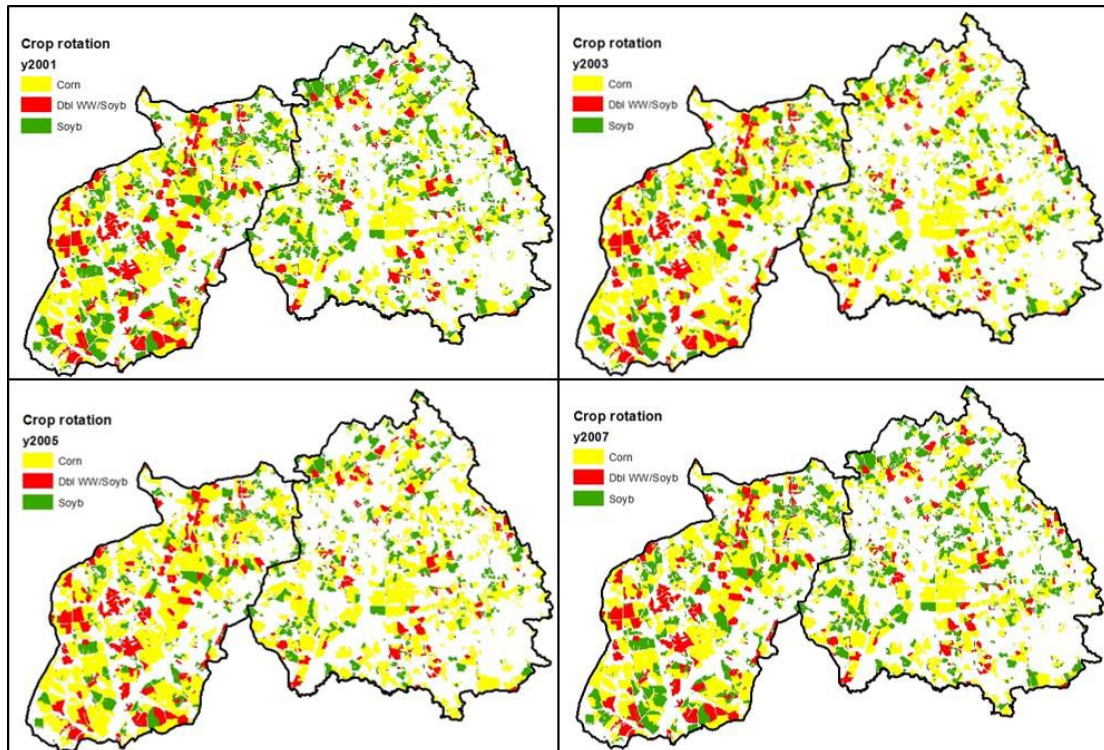 Crop rotation
y2001
Corn
Dbl WW/Soyb
Soyb
Crop rotation
y2003
Corn
Dbl WW/Soyb
Soyb
Crop rotation
y2005
Corn
Dbl WW/Soyb
Soyb
Crop rotation
y2007
Corn
Dbl WW/Soyb
Soyb